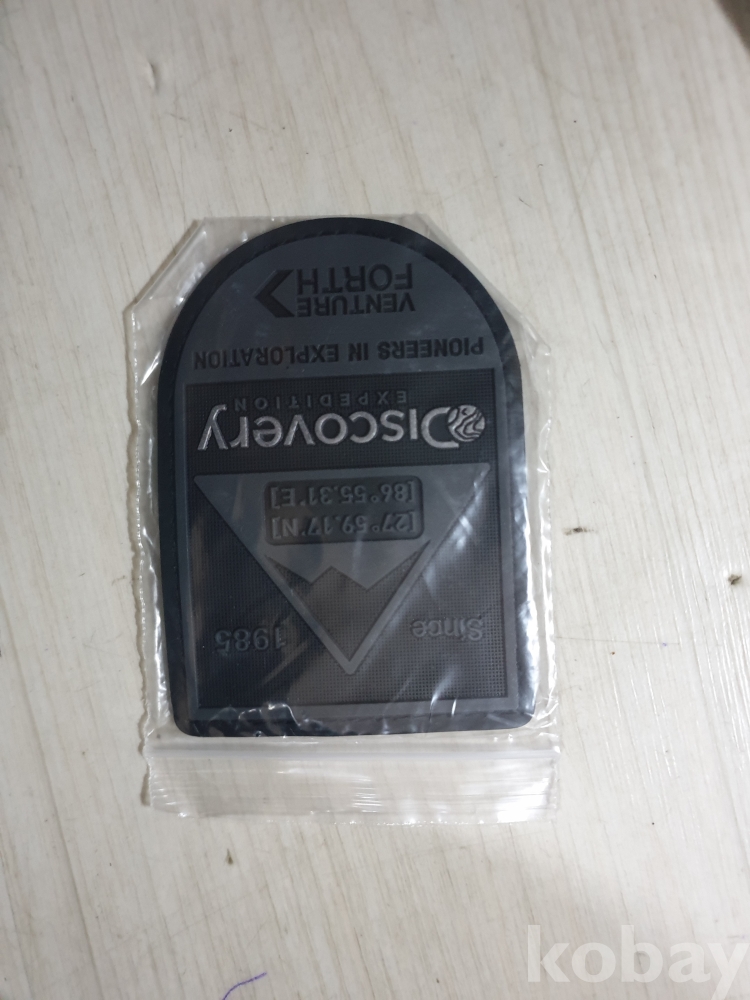 Since 1985
[27°59.17'N]
[86°55.31'E]
Discovery
EXPEDITION
PIONEERS IN EXPLORATION
VENTURE
FORTH
kobay